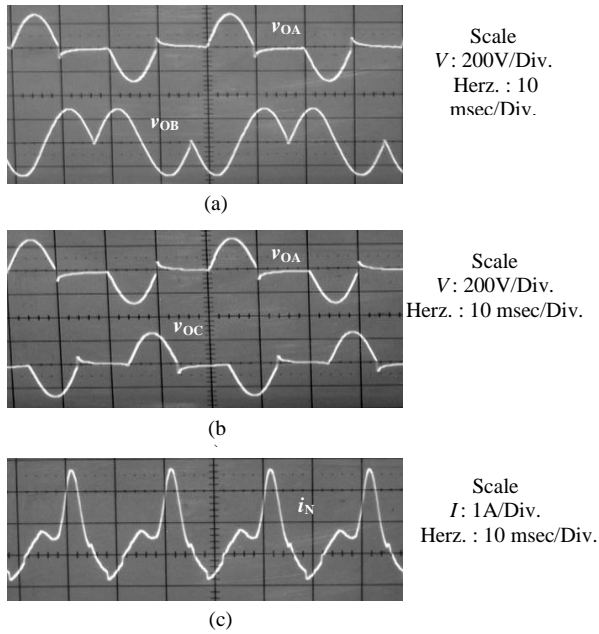 vOA
vOB
Scale
V: 200V/Div.
Herz. : 10
msec/Div.
(a)
vOA
vOC
Scale
V: 200V/Div.
Herz. : 10 msec/Div.
(b
)
iN
Scale
I: 1A/Div.
Herz. : 10 msec/Div.
(c)